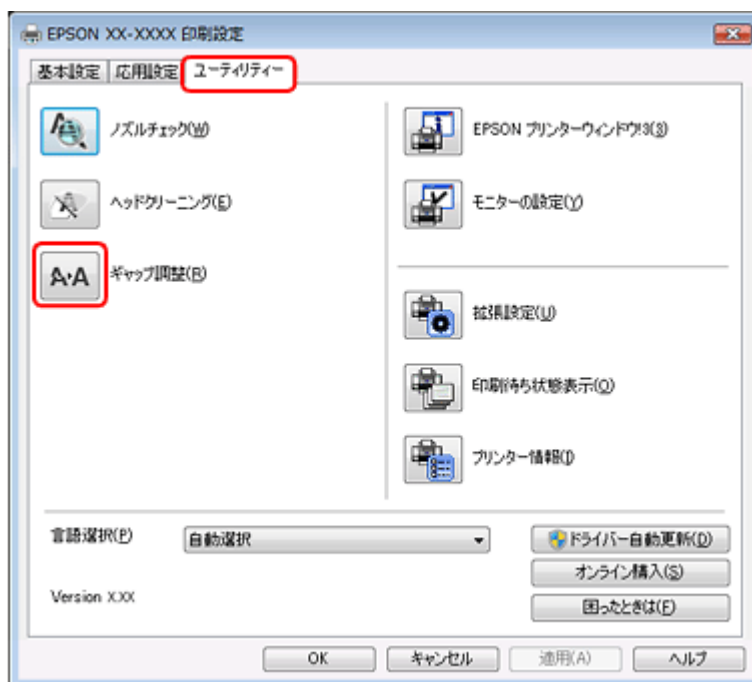 EPSON XX-XXXX 印刷設定
基本設定
応用設定
ユーティリティー
ノズルチェック(W)
ヘッドクリーニング(E)
A·A
ギャップ調整(R)
EPSON プリンターウィンドウ!3(3)
モニターの設定(Y)
拡張設定(U)
印刷待ち状態表示(O)
プリンター情報(I)
言語選択(P)
自動選択
ドライバー自動更新(D)
オンライン購入(S)
Version X.XX
困ったときは(F)
OK
キャンセル
適用(A)
ヘルプ